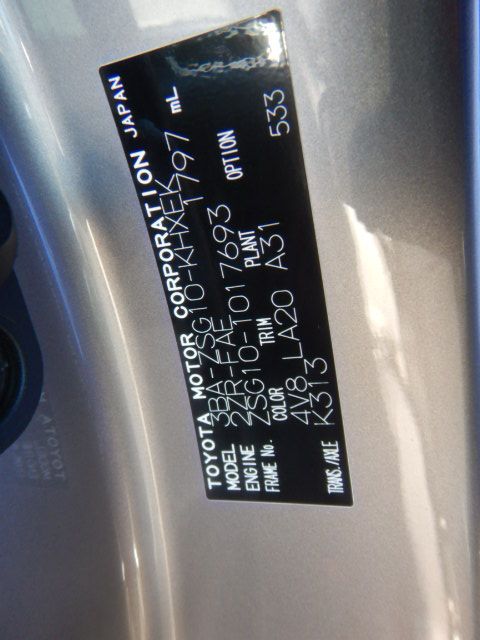 TOYOTA MOTOR CORPORATION JAPAN
MODEL 3BA-ZSG10-KHXEK
ENGINE 2ZR-FAE 1797 mL
FRAME No. ZSG10-1017693
COLOR TRIM PLANT OPTION
4V8 LA20 A31 533
TRANS./AXLE K313